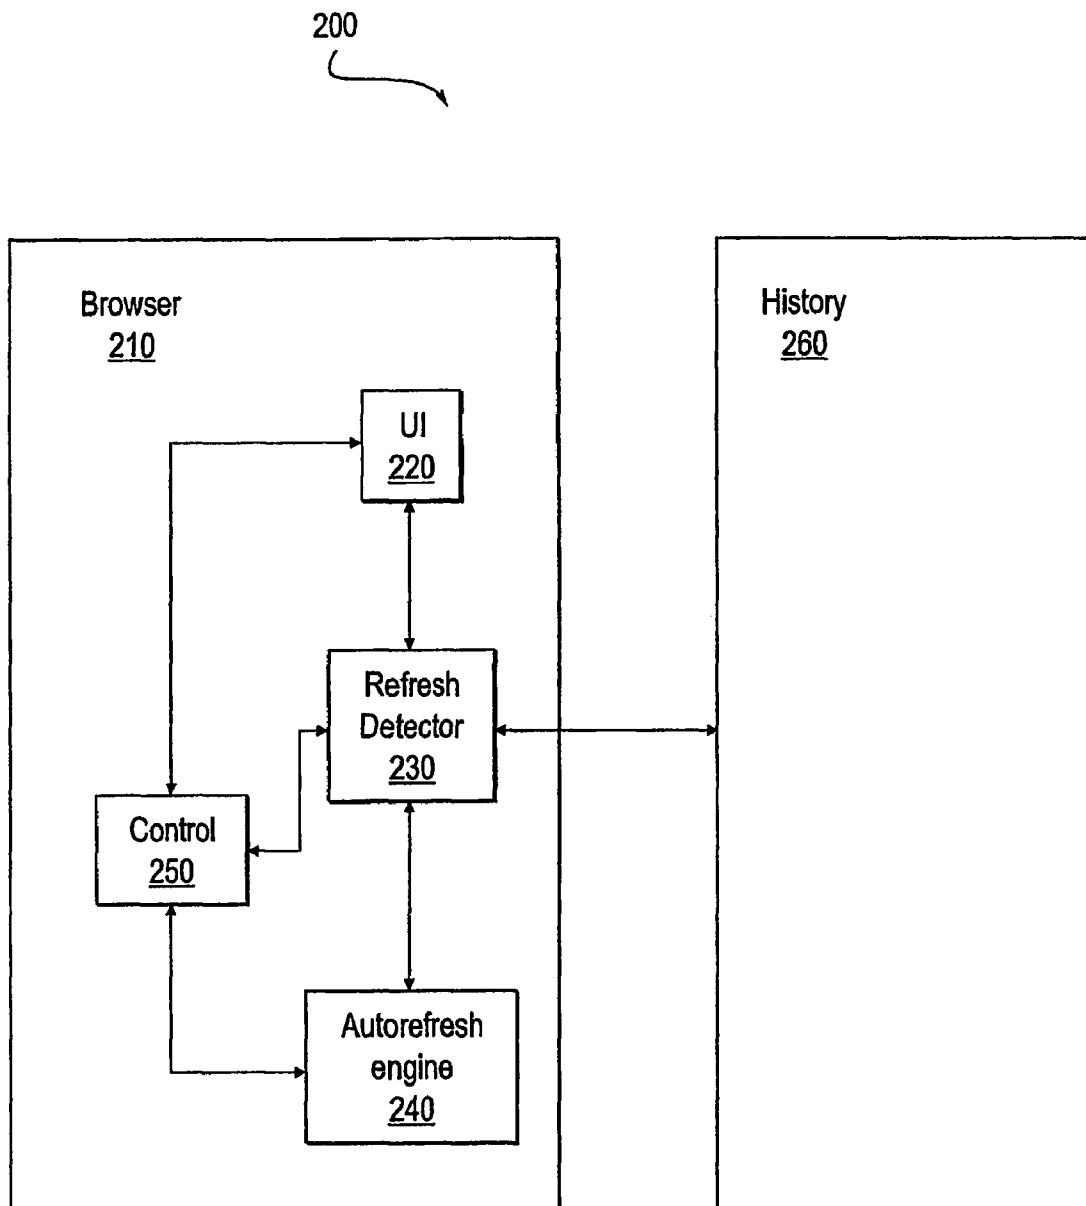 200
Browser
210
History
260
UI
220
Refresh
Detector
230
Control
250
Autorefresh
engine
240